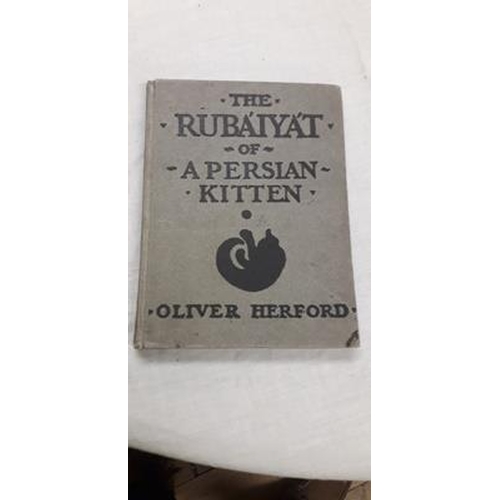 · THE ·
· RUBÁIYÁT ·
~ OF ~
~ A PERSIAN ~
· KITTEN ·
· OLIVER HERFORD ·